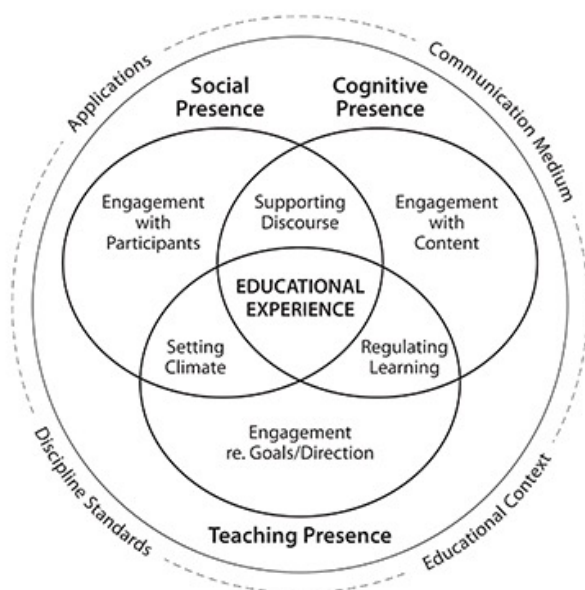 Applications
Communication Medium
Social
Presence
Cognitive
Presence
Engagement
with
Participants
Supporting
Discourse
Engagement
with
Content
EDUCATIONAL
EXPERIENCE
Setting
Climate
Regulating
Learning
Engagement
re. Goals/Direction
Teaching Presence
Discipline Standards
Educational Context